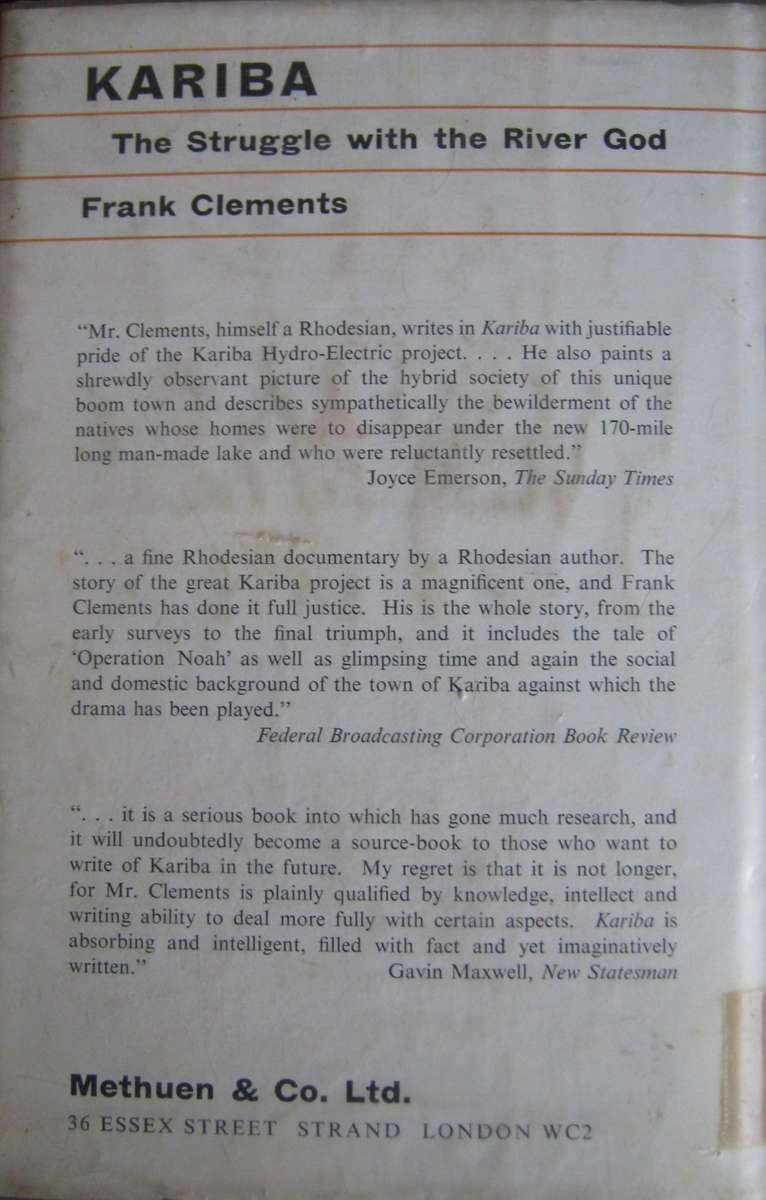 KARIBA
The Struggle with the River God
Frank Clements
“Mr. Clements, himself a Rhodesian, writes in Kariba with justifiable
pride of the Kariba Hydro-Electric project. . . . He also paints a
shrewdly observant picture of the hybrid society of this unique
boom town and describes sympathetically the bewilderment of the
natives whose homes were to disappear under the new 170-mile
long man-made lake and who were reluctantly resettled.”
Joyce Emerson, The Sunday Times
“. . . a fine Rhodesian documentary by a Rhodesian author. The
story of the great Kariba project is a magnificent one, and Frank
Clements has done it full justice. His is the whole story, from the
early surveys to the final triumph, and it includes the tale of
‘Operation Noah’ as well as glimpsing time and again the social
and domestic background of the town of Kariba against which the
drama has been played.”
Federal Broadcasting Corporation Book Review
“. . . it is a serious book into which has gone much research, and
it will undoubtedly become a source-book to those who want to
write of Kariba in the future. My regret is that it is not longer,
for Mr. Clements is plainly qualified by knowledge, intellect and
writing ability to deal more fully with certain aspects. Kariba is
absorbing and intelligent, filled with fact and yet imaginatively
written.” Gavin Maxwell, New Statesman
Methuen & Co. Ltd.
36 ESSEX STREET STRAND LONDON WC2